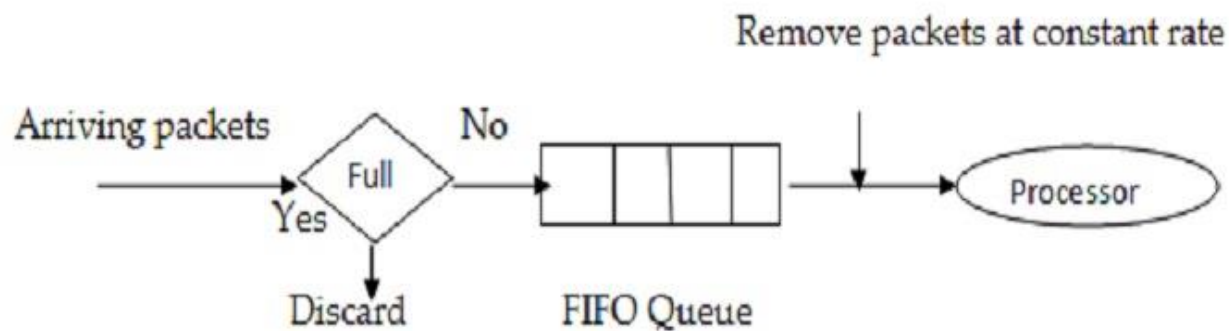 Remove packets at constant rate
Arriving packets
No
Full
Yes
Processor
Discard
FIFO Queue